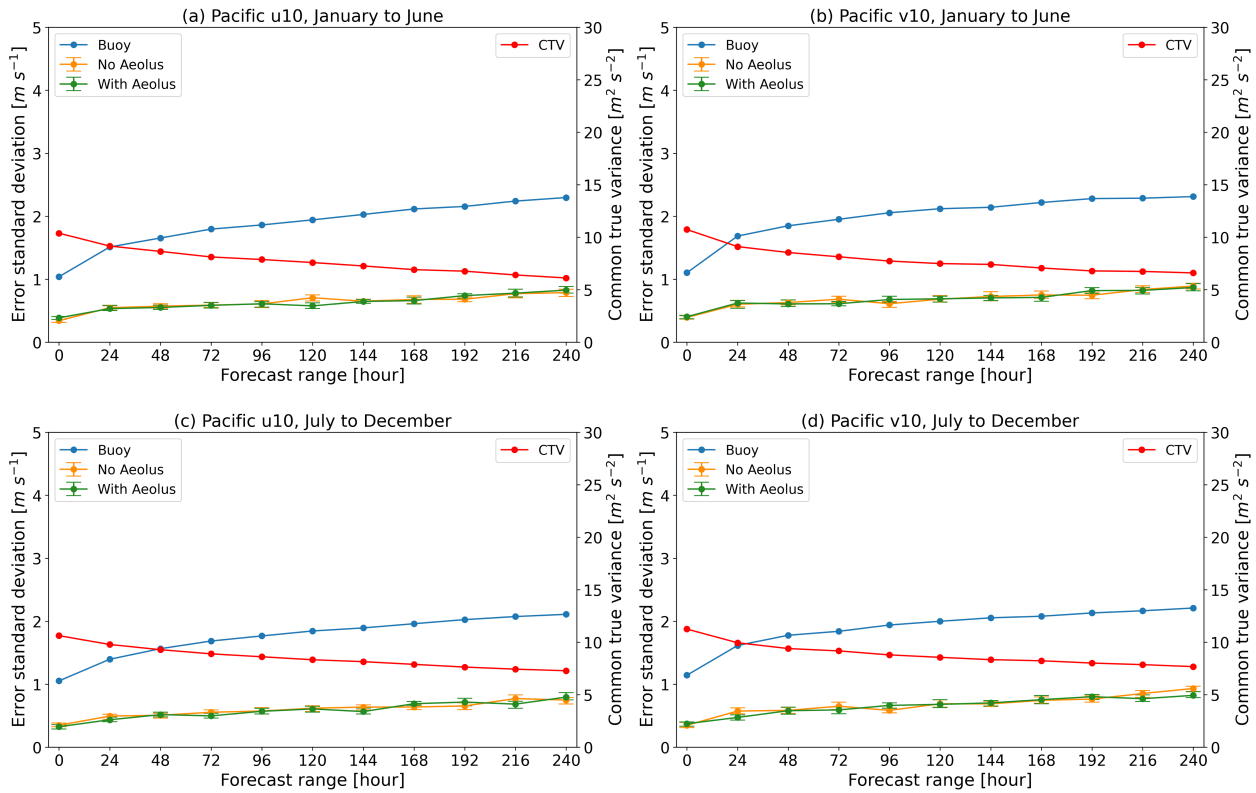 (a) Pacific u10, January to June
Buoy
No Aeolus
With Aeolus
CTV
5
4
3
2
1
0
30
25
20
15
10
5
0
Error standard deviation [m s⁻¹]
Common true variance [m² s⁻²]
0 24 48 72 96 120 144 168 192 216 240
Forecast range [hour]
(b) Pacific v10, January to June
Buoy
No Aeolus
With Aeolus
CTV
5
4
3
2
1
0
30
25
20
15
10
5
0
Error standard deviation [m s⁻¹]
Common true variance [m² s⁻²]
0 24 48 72 96 120 144 168 192 216 240
Forecast range [hour]
(c) Pacific u10, July to December
Buoy
No Aeolus
With Aeolus
CTV
5
4
3
2
1
0
30
25
20
15
10
5
0
Error standard deviation [m s⁻¹]
Common true variance [m² s⁻²]
0 24 48 72 96 120 144 168 192 216 240
Forecast range [hour]
(d) Pacific v10, July to December
Buoy
No Aeolus
With Aeolus
CTV
5
4
3
2
1
0
30
25
20
15
10
5
0
Error standard deviation [m s⁻¹]
Common true variance [m² s⁻²]
0 24 48 72 96 120 144 168 192 216 240
Forecast range [hour]